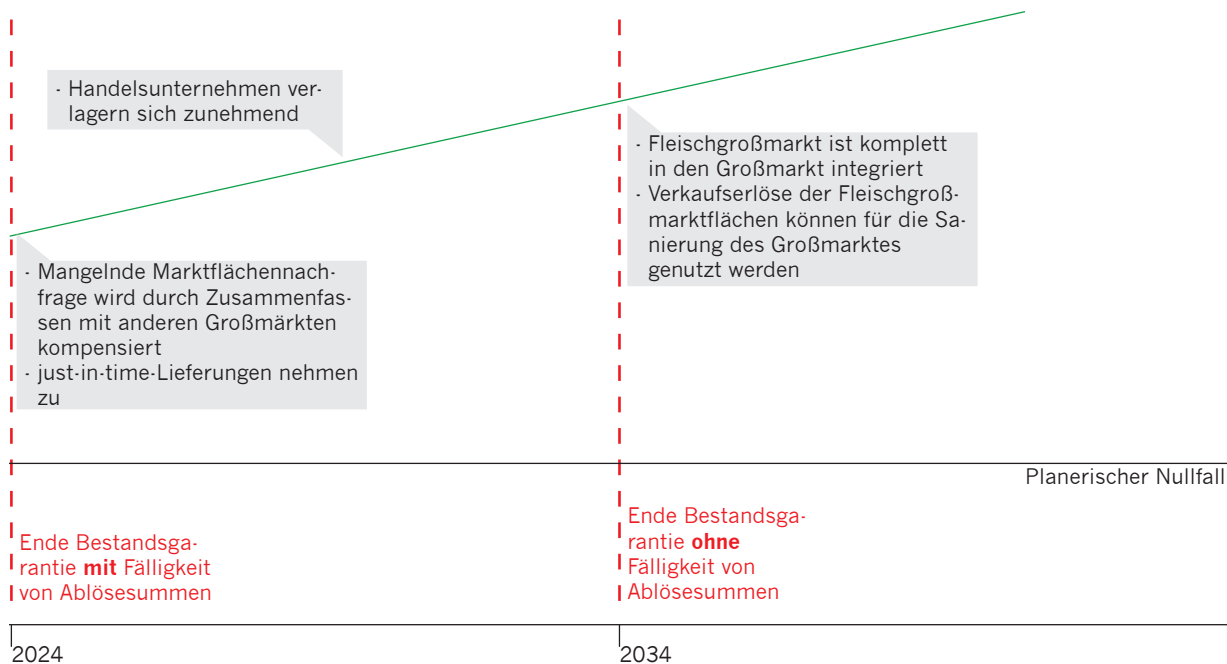 - Handelsunternehmen ver-
lagern sich zunehmend
- Fleischgroßmarkt ist komplett
in den Großmarkt integriert
- Verkaufserlöse der Fleischgroß-
marktflächen können für die Sa-
nierung des Großmarktes
genutzt werden
- Mangelnde Marktflächennach-
frage wird durch Zusammenfas-
sen mit anderen Großmärkten
kompensiert
- just-in-time-Lieferungen nehmen
zu
Planerischer Nullfall
Ende Bestandsga-
rantie mit Fälligkeit
von Ablösesummen
Ende Bestandsga-
rantie ohne
Fälligkeit von
Ablösesummen
2024
2034